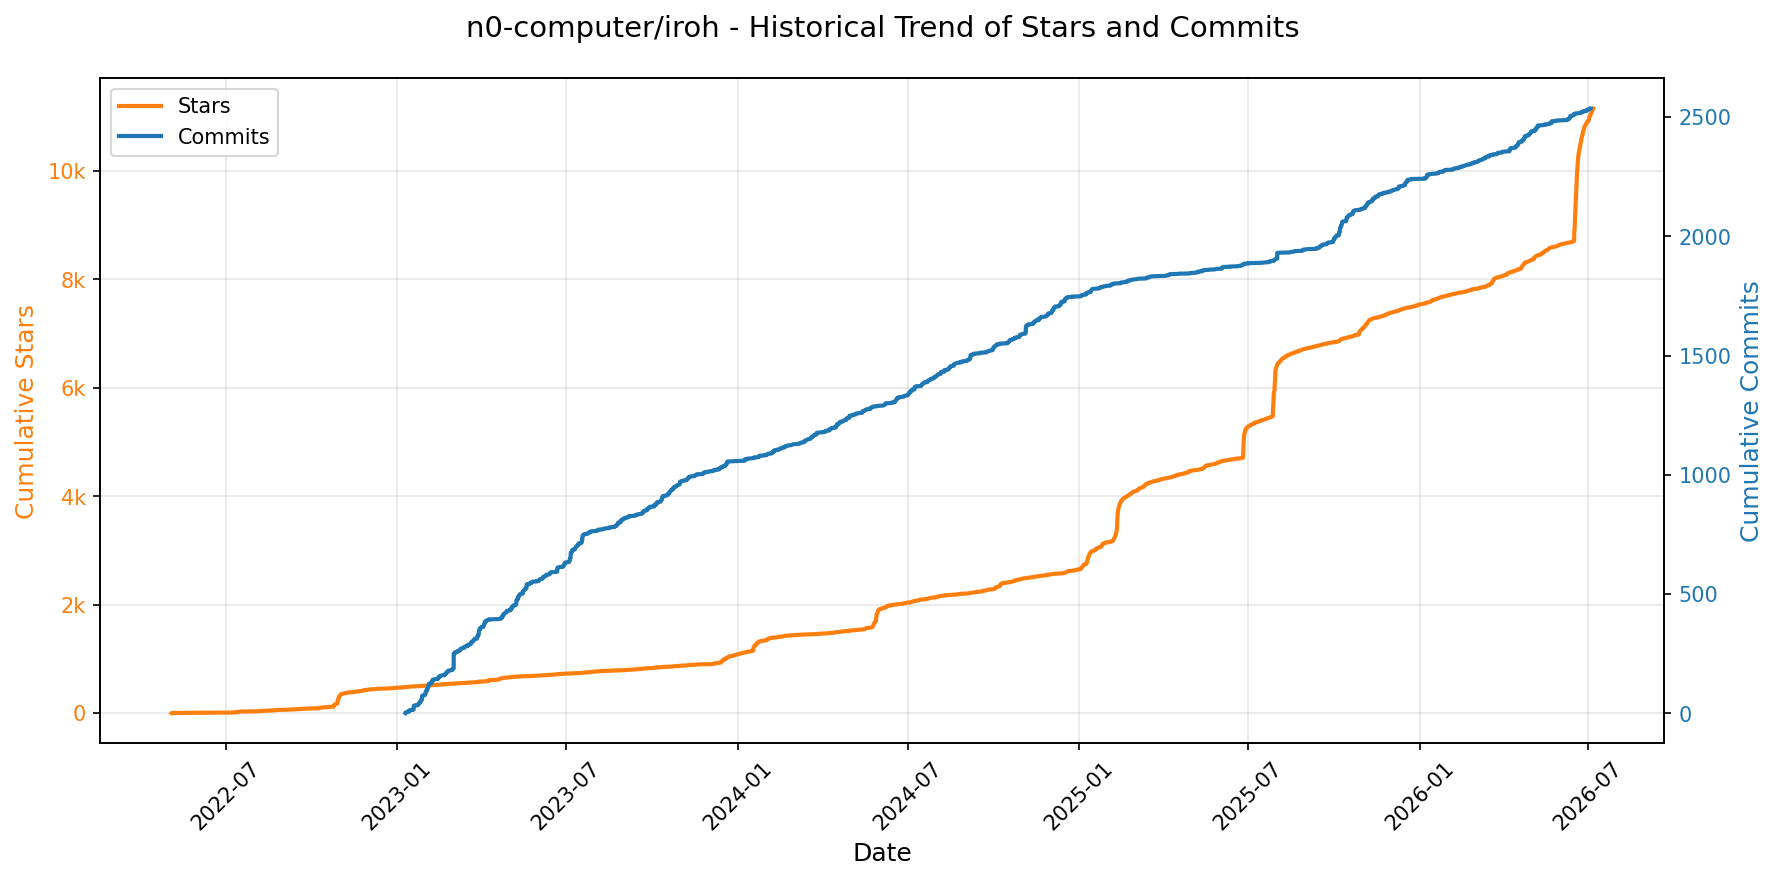 n0-computer/iroh - Historical Trend of Stars and Commits
Stars
Commits
10k
8k
6k
4k
2k
0
Cumulative Stars
2500
2000
1500
1000
500
0
Cumulative Commits
2022-07
2023-01
2023-07
2024-01
2024-07
2025-01
2025-07
2026-01
2026-07
Date